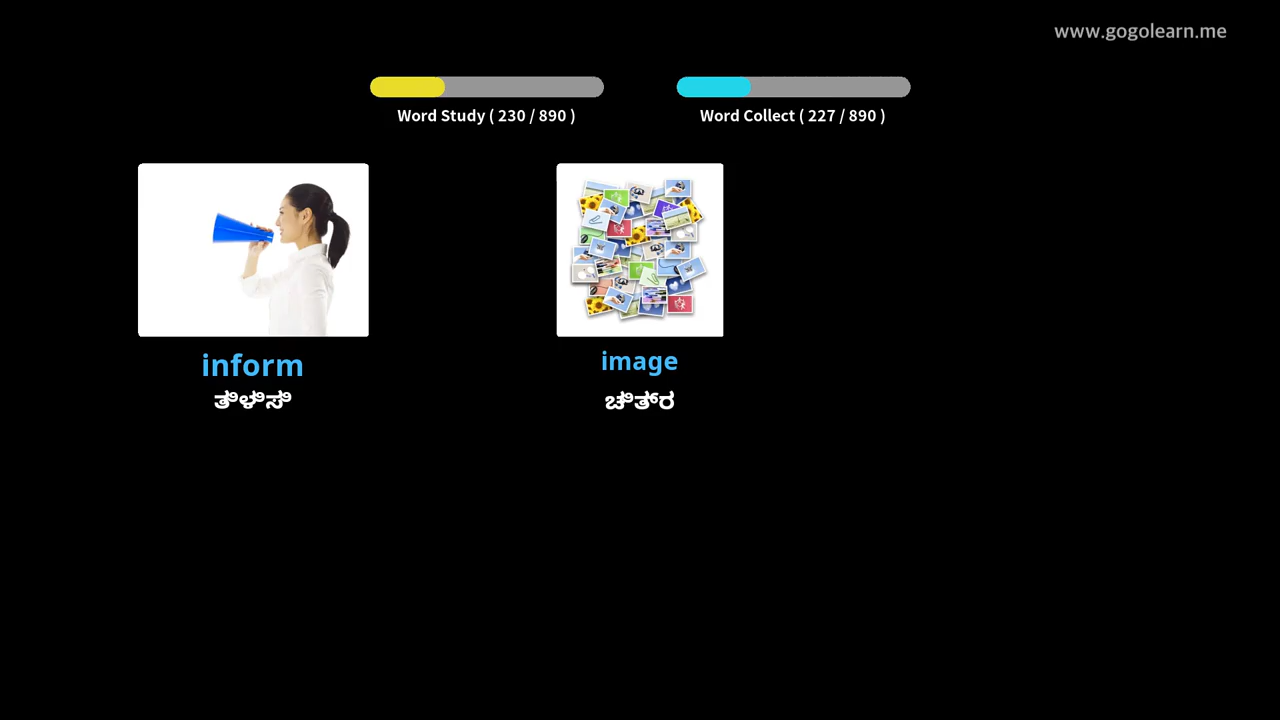 www.gogolearn.me
Word Study ( 230 / 890 )
Word Collect ( 227 / 890 )
inform
ತಿಳಿಸಿ
image
ಚಿತ್ರ